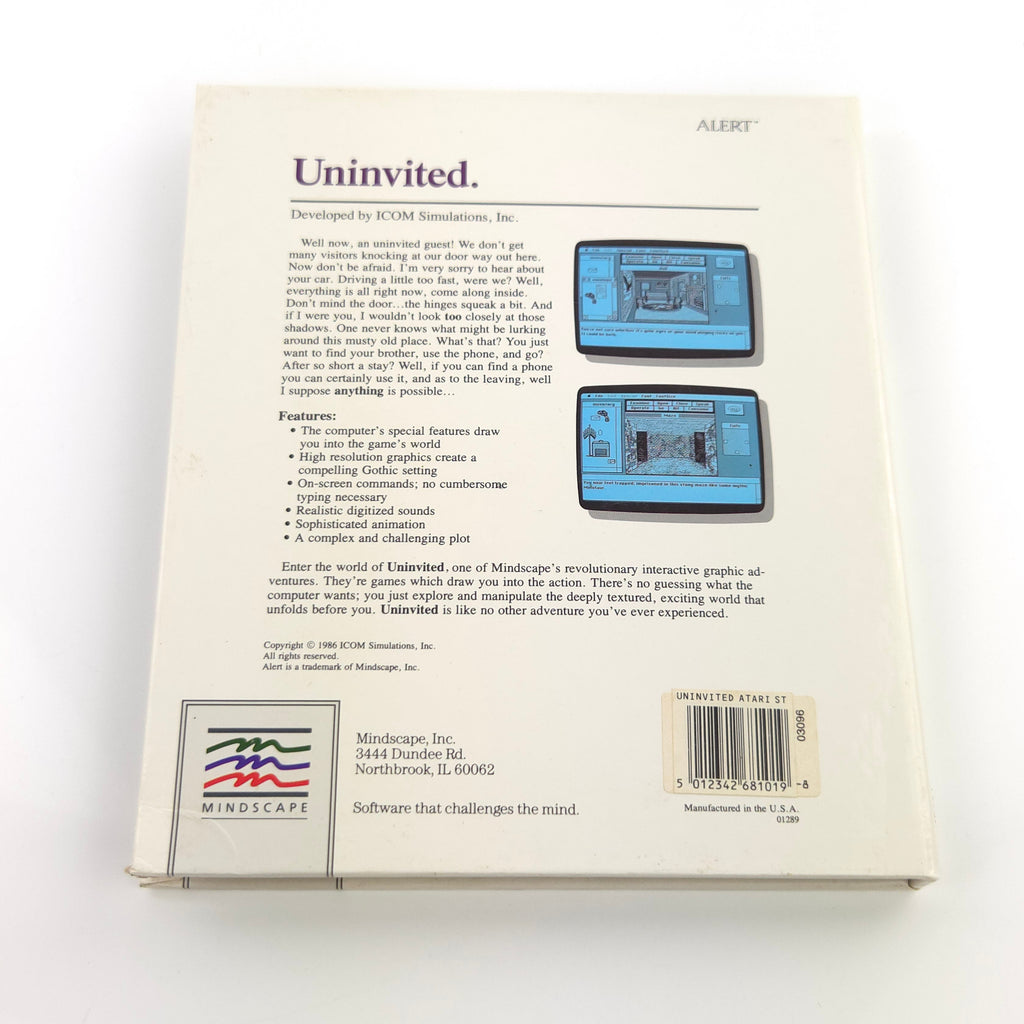 ALERT™
Uninvited.
Developed by ICOM Simulations, Inc.
Well now, an uninvited guest! We don't get
many visitors knocking at our door way out here.
Now don't be afraid. I'm very sorry to hear about
your car. Driving a little too fast, were we? Well,
everything is all right now, come along inside.
Don't mind the door...the hinges squeak a bit. And
if I were you, I wouldn't look too closely at those
shadows. One never knows what might be lurking
around this musty old place. What's that? You just
want to find your brother, use the phone, and go?
After so short a stay? Well, if you can find a phone
you can certainly use it, and as to the leaving, well
I suppose anything is possible...
Features:
• The computer's special features draw
you into the game's world
• High resolution graphics create a
compelling Gothic setting
• On-screen commands; no cumbersome
typing necessary
• Realistic digitized sounds
• Sophisticated animation
• A complex and challenging plot
Enter the world of Uninvited, one of Mindscape's revolutionary interactive graphic ad-
ventures. They're games which draw you into the action. There's no guessing what the
computer wants; you just explore and manipulate the deeply textured, exciting world that
unfolds before you. Uninvited is like no other adventure you've ever experienced.
Copyright © 1986 ICOM Simulations, Inc.
All rights reserved.
Alert is a trademark of Mindscape, Inc.
MINDSCAPE
Mindscape, Inc.
3444 Dundee Rd.
Northbrook, IL 60062
Software that challenges the mind.
UNINVITED ATARI ST
03096
5 012342 681019 -8
Manufactured in the U.S.A.
01289